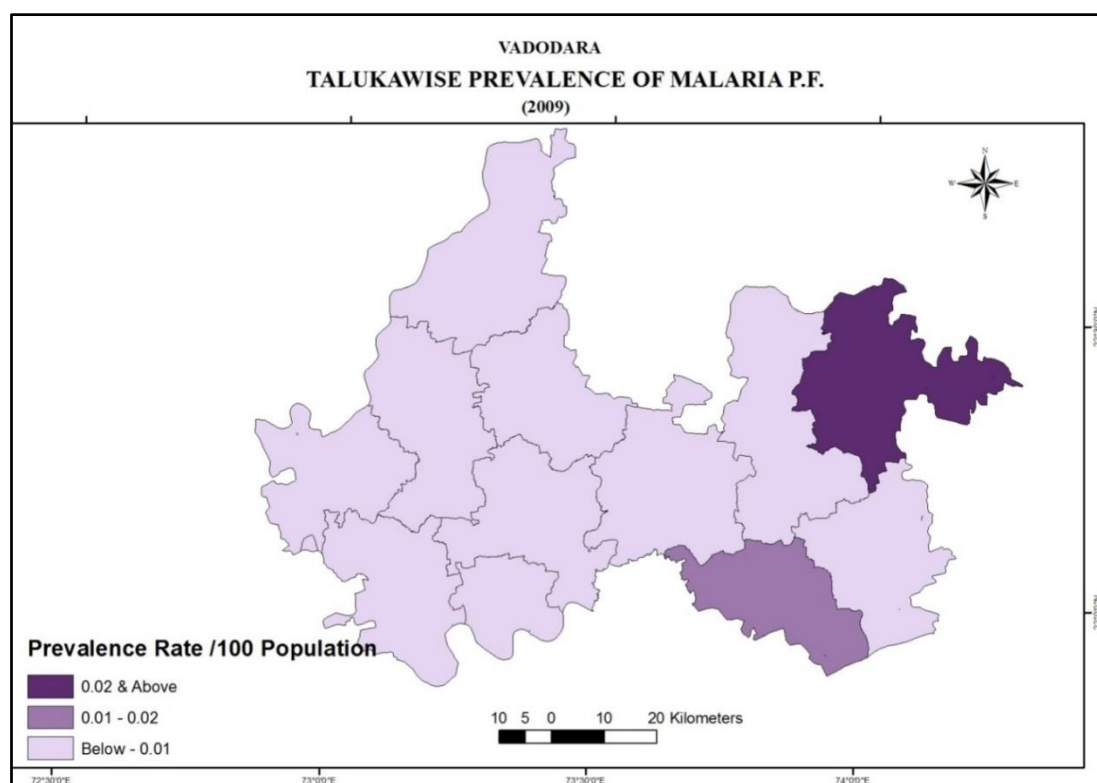 VADODARA
TALUKAWISE PREVALENCE OF MALARIA P.F.
(2009)
N
W E
S
Prevalence Rate /100 Population
0.02 & Above
0.01 - 0.02
Below - 0.01
10 5 0 10 20 Kilometers
72°30'0"E 73°0'0"E 73°30'0"E 74°0'0"E